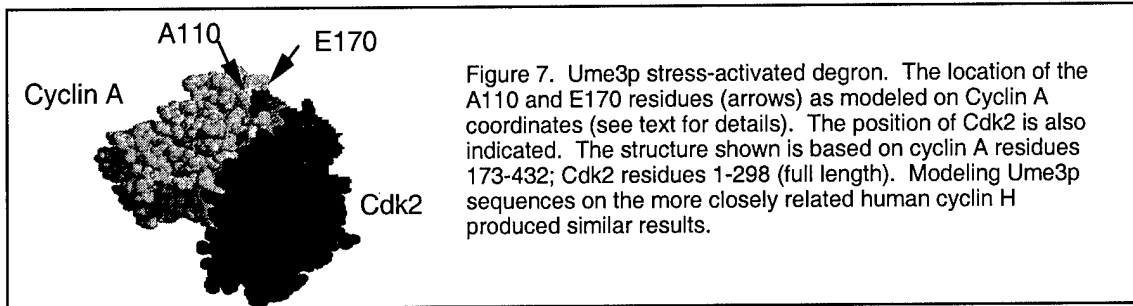 A110
E170
Cyclin A
Cdk2
Figure 7. Ume3p stress-activated degron. The location of the
A110 and E170 residues (arrows) as modeled on Cyclin A
coordinates (see text for details). The position of Cdk2 is also
indicated. The structure shown is based on cyclin A residues
173-432; Cdk2 residues 1-298 (full length). Modeling Ume3p
sequences on the more closely related human cyclin H
produced similar results.